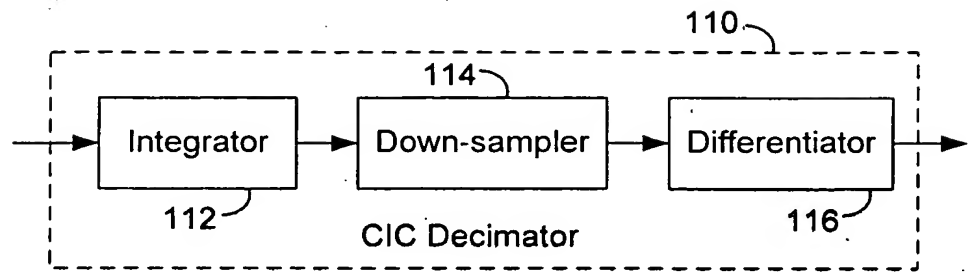 110
114
Integrator
Down-sampler
Differentiator
112
116
CIC Decimator